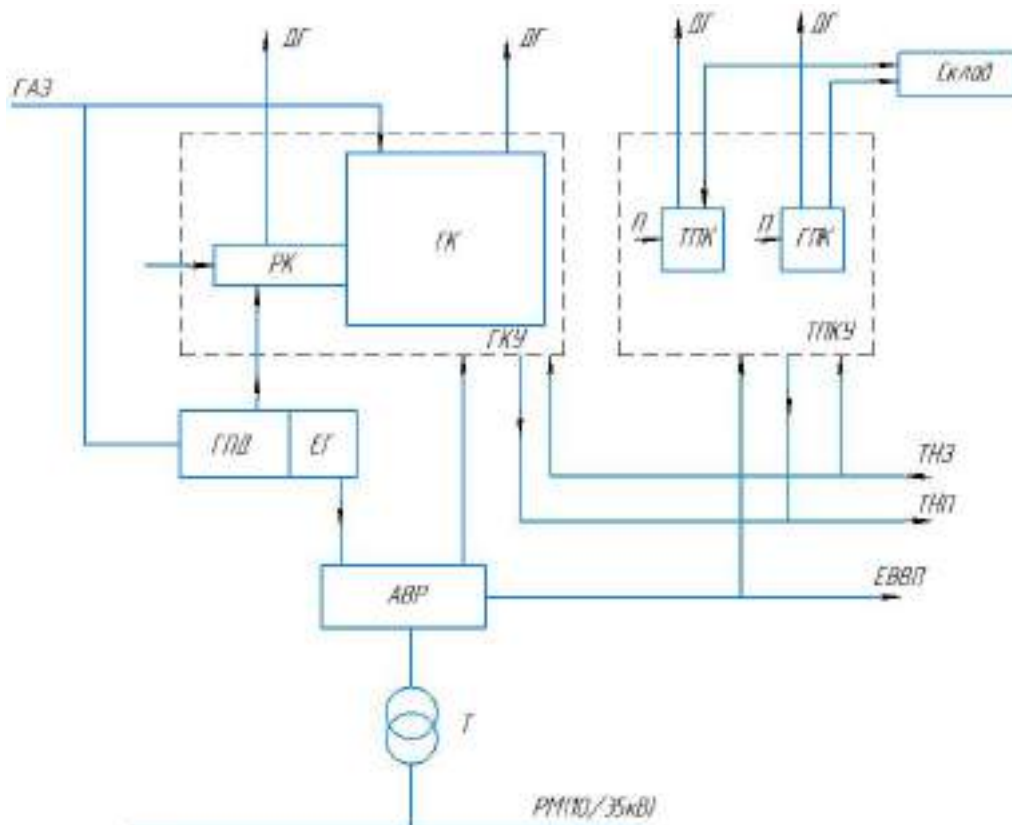 ДГ
ДГ
ДГ
ДГ
ГАЗ
Склад
ГК
П
ТПК
П
ГПК
РК
ГКУ
ТПКУ
ГПД
ЕГ
ТНЗ
ТНП
ЕВВП
АВР
Т
РМ(10/35кВ)